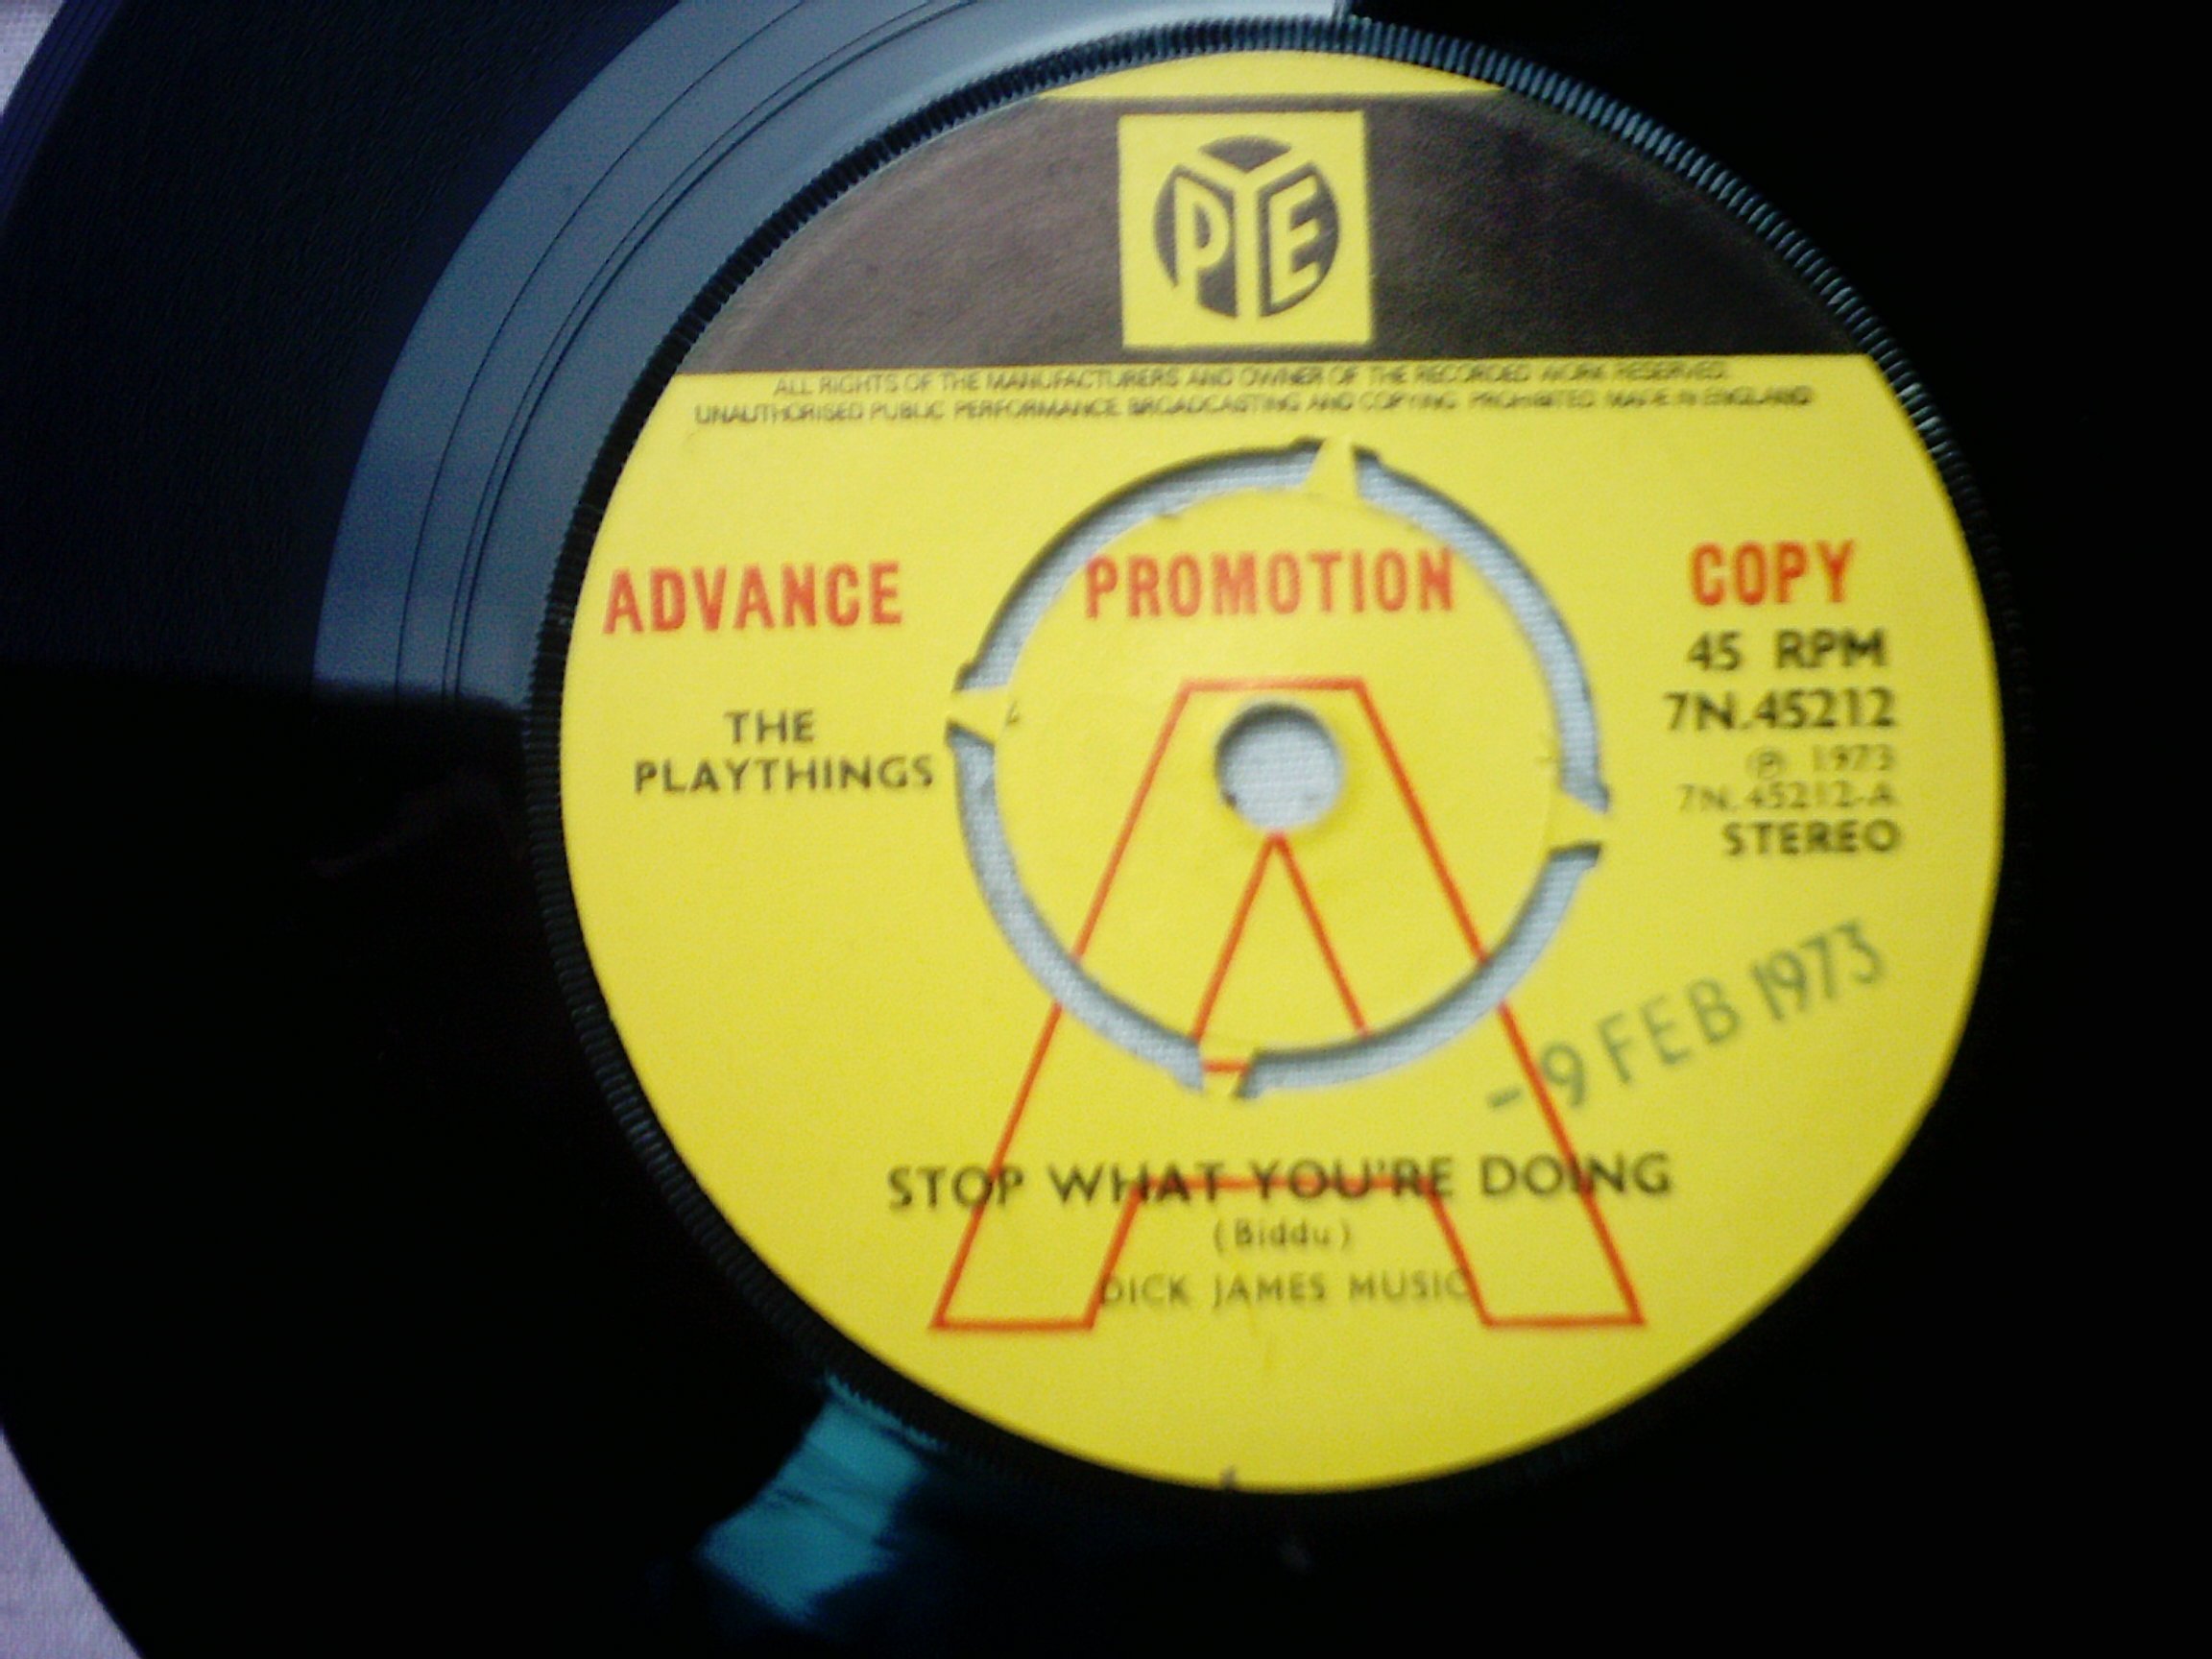 PYE
ALL RIGHTS OF THE MANUFACTURERS AND OWNER OF THE RECORDED WORK RESERVED.
UNAUTHORISED PUBLIC PERFORMANCE BROADCASTING AND COPYING PROHIBITED MADE IN ENGLAND
ADVANCE PROMOTION COPY
45 RPM
7N.45212
℗ 1973
7N.45212-A
STEREO
THE
PLAYTHINGS
A
-9 FEB 1973
STOP WHAT YOU'RE DOING
(Biddu)
DICK JAMES MUSIC